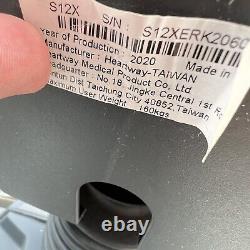 S12X S/N : S12XERK2060
Year of Production : 2020
Manufacturer : Heartway-TAIWAN Made in
Heartway Medical Product Co., Ltd
Headquarter : No.18, Jingke Central 1st R
Dist Taichung City 40852, Taiwan
Maximum User Weight : 160kgs